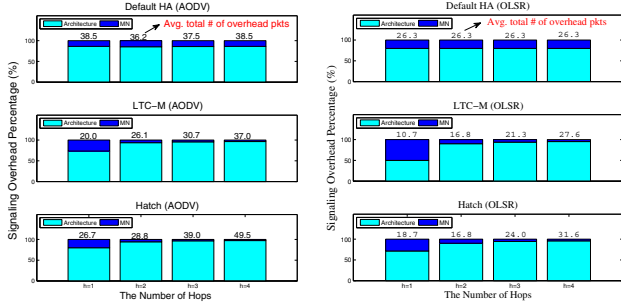 Default HA (AODV)
Architecture MN
Avg. total # of overhead pkts
38.5 36.2 37.5 38.5
100
50
0
LTC-M (AODV)
Architecture MN
20.0 26.1 30.7 37.0
100
50
0
Hatch (AODV)
Architecture MN
26.7 28.8 39.0 49.5
100
50
0
h=1 h=2 h=3 h=4
The Number of Hops
Signaling Overhead Percentage (%)
Default HA (OLSR)
Architecture MN
Avg. total # of overhead pkts
26.3 26.3 26.3 26.3
100
50
0
LTC-M (OLSR)
Architecture MN
10.7 16.8 21.3 27.6
100
50
0
Hatch (OLSR)
Architecture MN
18.7 16.8 24.0 31.6
100
50
0
h=1 h=2 h=3 h=4
The Number of Hops
Signaling Overhead Percentage (%)